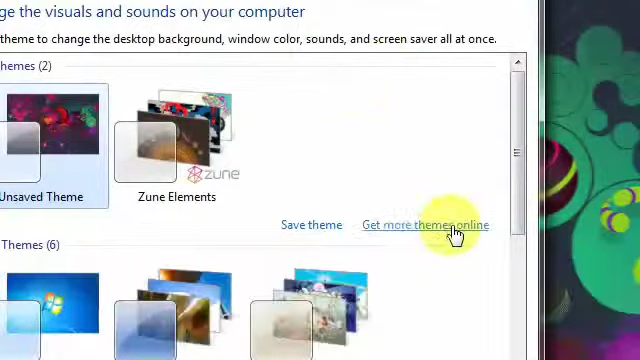 ge the visuals and sounds on your computer
theme to change the desktop background, window color, sounds, and screen saver all at once.
hemes (2)
zune
Unsaved Theme
Zune Elements
Save theme
Get more themes online
Themes (6)